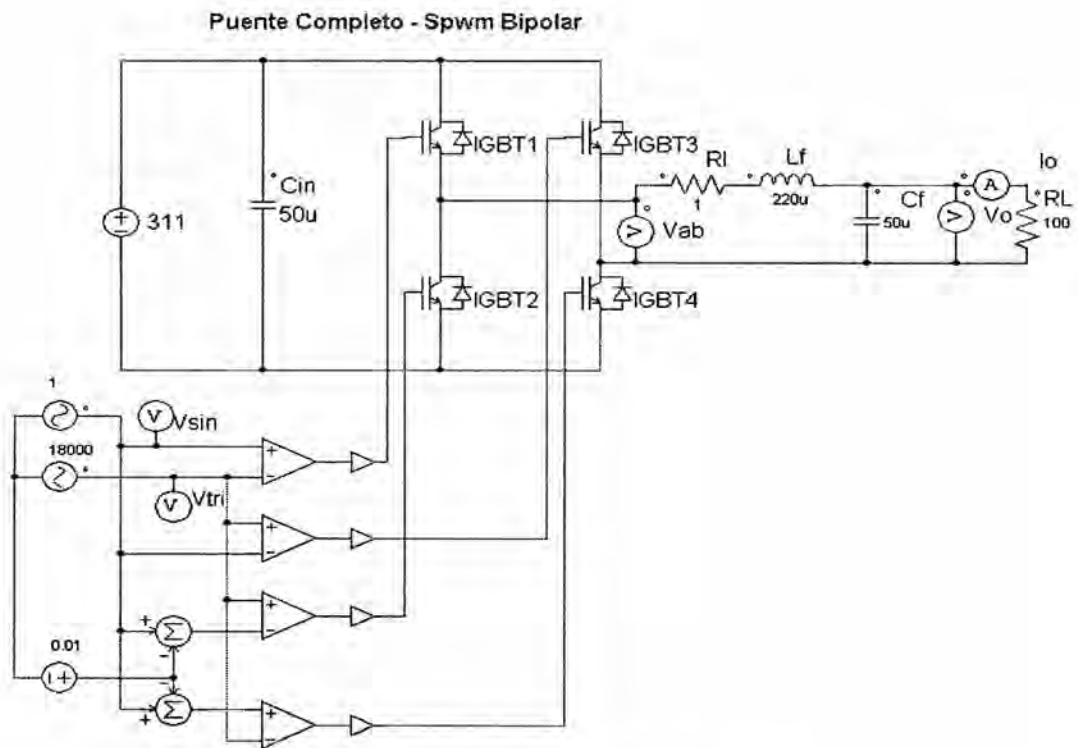 Puente Completo - Spwm Bipolar
IGBT1
IGBT3
Rl
Lf
Io
Cin
50u
1
220u
Cf
50u
A
V
Vo
RL
100
311
V
Vab
IGBT2
IGBT4
1
V
Vsin
18000
V
Vtri
0.01